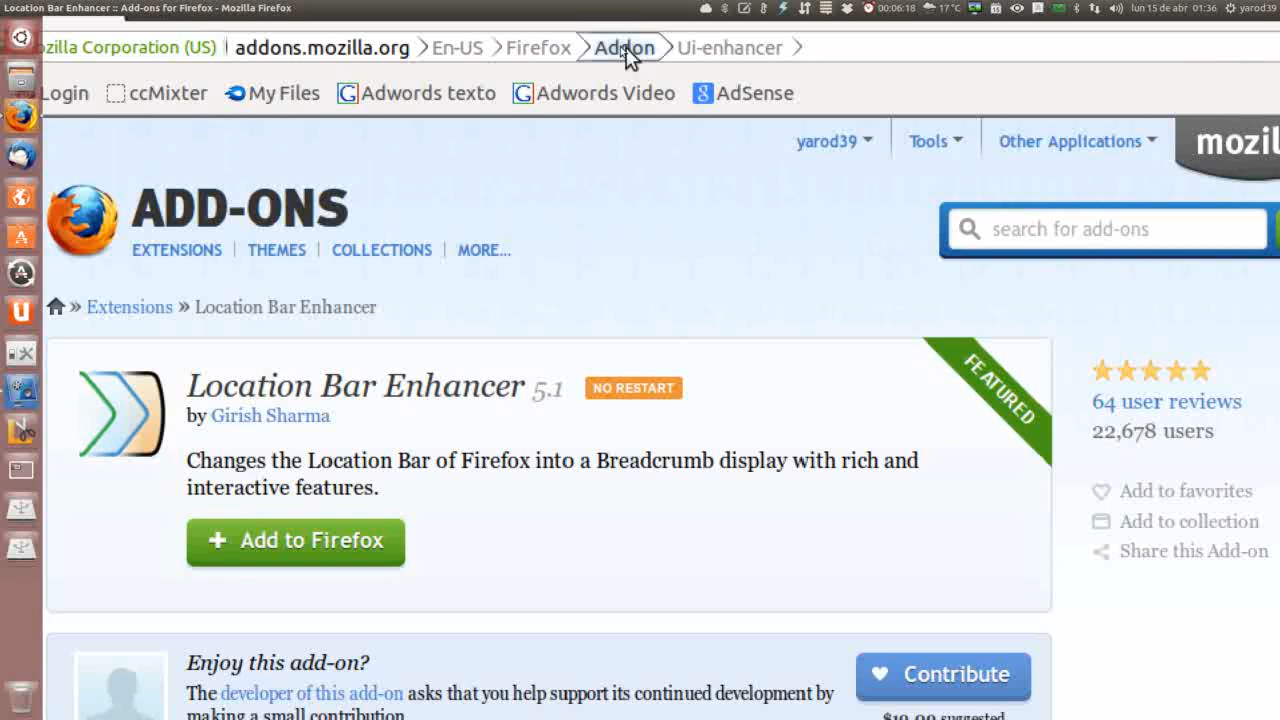 Location Bar Enhancer :: Add-ons for Firefox - Mozilla Firefox
00:06:18 17 °C lun 15 de abr 01:36 yarod39
ozilla Corporation (US) addons.mozilla.org En-US Firefox Addon Ui-enhancer
Login ccMixter My Files Adwords texto Adwords Video AdSense
yarod39 Tools Other Applications mozil
ADD-ONS
search for add-ons
EXTENSIONS THEMES COLLECTIONS MORE...
» Extensions » Location Bar Enhancer
FEATURED
Location Bar Enhancer 5.1 NO RESTART
by Girish Sharma
Changes the Location Bar of Firefox into a Breadcrumb display with rich and
interactive features.
+ Add to Firefox
64 user reviews
22,678 users
Add to favorites
Add to collection
Share this Add-on
Enjoy this add-on?
The developer of this add-on asks that you help support its continued development by
making a small contribution.
Contribute
$10.00 suggested